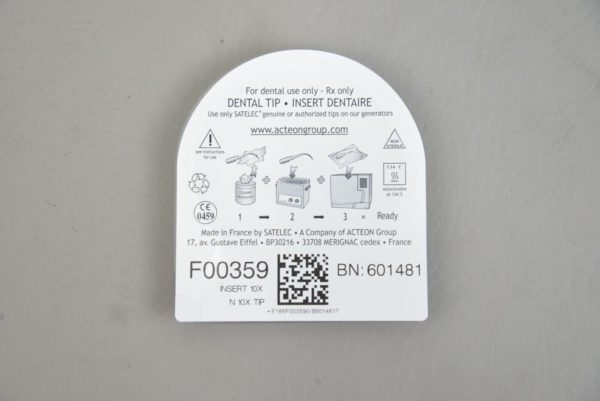 For dental use only - Rx only
DENTAL TIP • INSERT DENTAIRE
Use only SATELEC® genuine or authorized tips on our generators
www.acteongroup.com
see instructions
for use
NON
STERILE
134 C
autoclavable
at 134°C
CE
0459
1 2 3 = Ready
Made in France by SATELEC • A Company of ACTEON Group
17, av. Gustave Eiffel • BP30216 • 33708 MERIGNAC cedex • France
F00359
BN: 601481
INSERT 10X
N 10X TIP
+E186F003590/$601481T